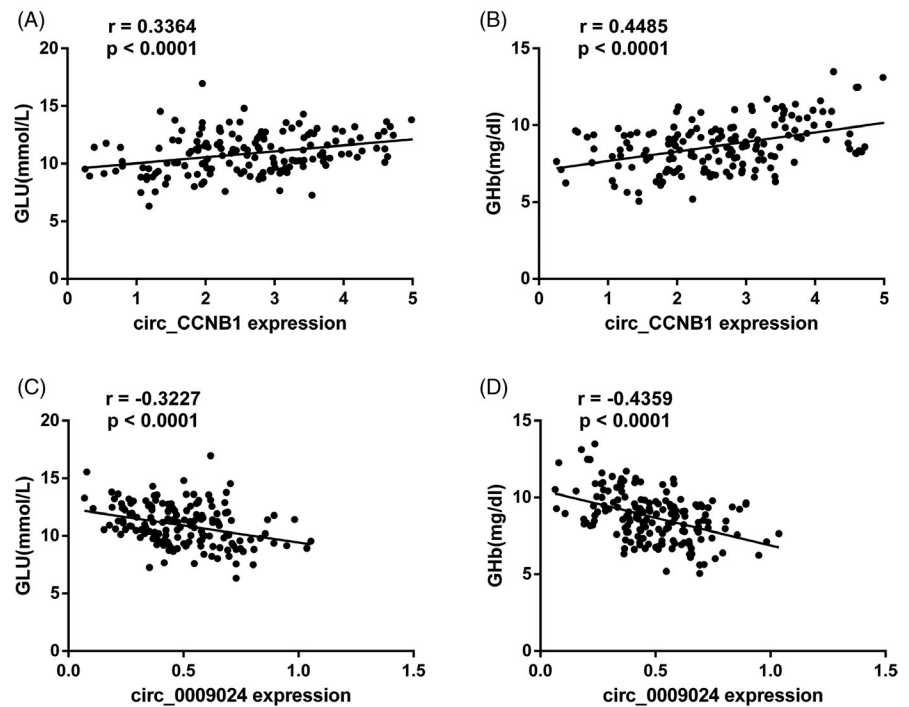 (A)
r = 0.3364
p < 0.0001
GLU(mmol/L)
20
15
10
5
0
0 1 2 3 4 5
circ_CCNB1 expression
(B)
r = 0.4485
p < 0.0001
GHb(mg/dl)
15
10
5
0
0 1 2 3 4 5
circ_CCNB1 expression
(C)
r = -0.3227
p < 0.0001
GLU(mmol/L)
20
15
10
5
0
0.0 0.5 1.0 1.5
circ_0009024 expression
(D)
r = -0.4359
p < 0.0001
GHb(mg/dl)
15
10
5
0
0.0 0.5 1.0 1.5
circ_0009024 expression